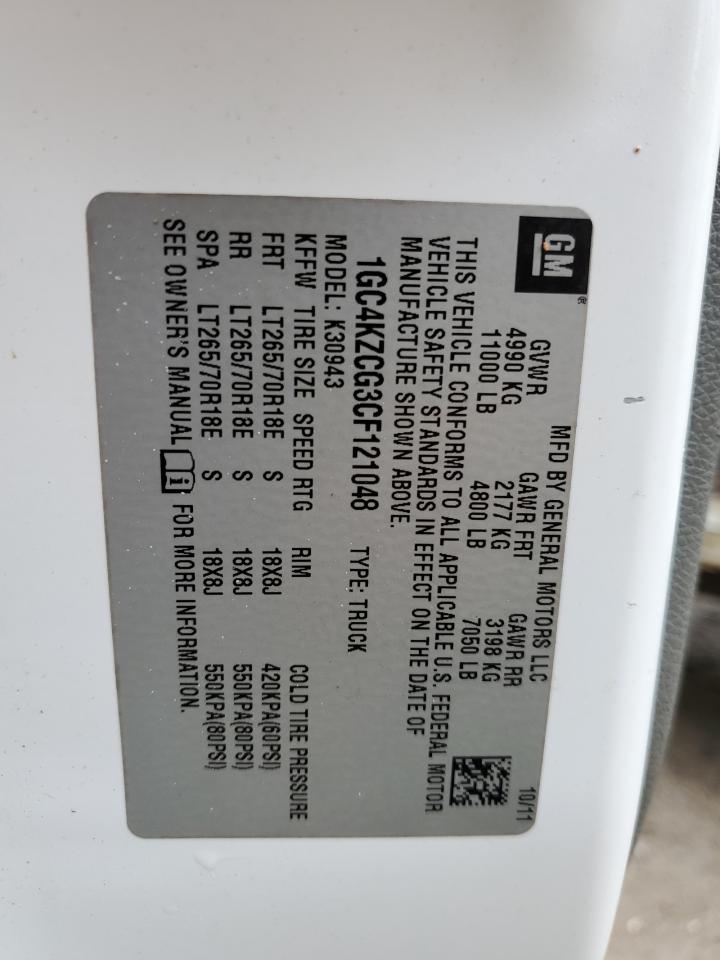 GM®
MFD BY GENERAL MOTORS LLC 10/11
GVWR GAWR FRT GAWR RR
4990 KG 2177 KG 3198 KG
11000 LB 4800 LB 7050 LB
THIS VEHICLE CONFORMS TO ALL APPLICABLE U.S. FEDERAL MOTOR
VEHICLE SAFETY STANDARDS IN EFFECT ON THE DATE OF
MANUFACTURE SHOWN ABOVE.
1GC4KZCG3CF121048 TYPE: TRUCK
MODEL: K30943
KFFW TIRE SIZE SPEED RTG RIM COLD TIRE PRESSURE
FRT LT265/70R18E S 18X8J 420KPA(60PSI)
RR LT265/70R18E S 18X8J 550KPA(80PSI)
SPA LT265/70R18E S 18X8J 550KPA(80PSI)
SEE OWNER'S MANUAL FOR MORE INFORMATION.